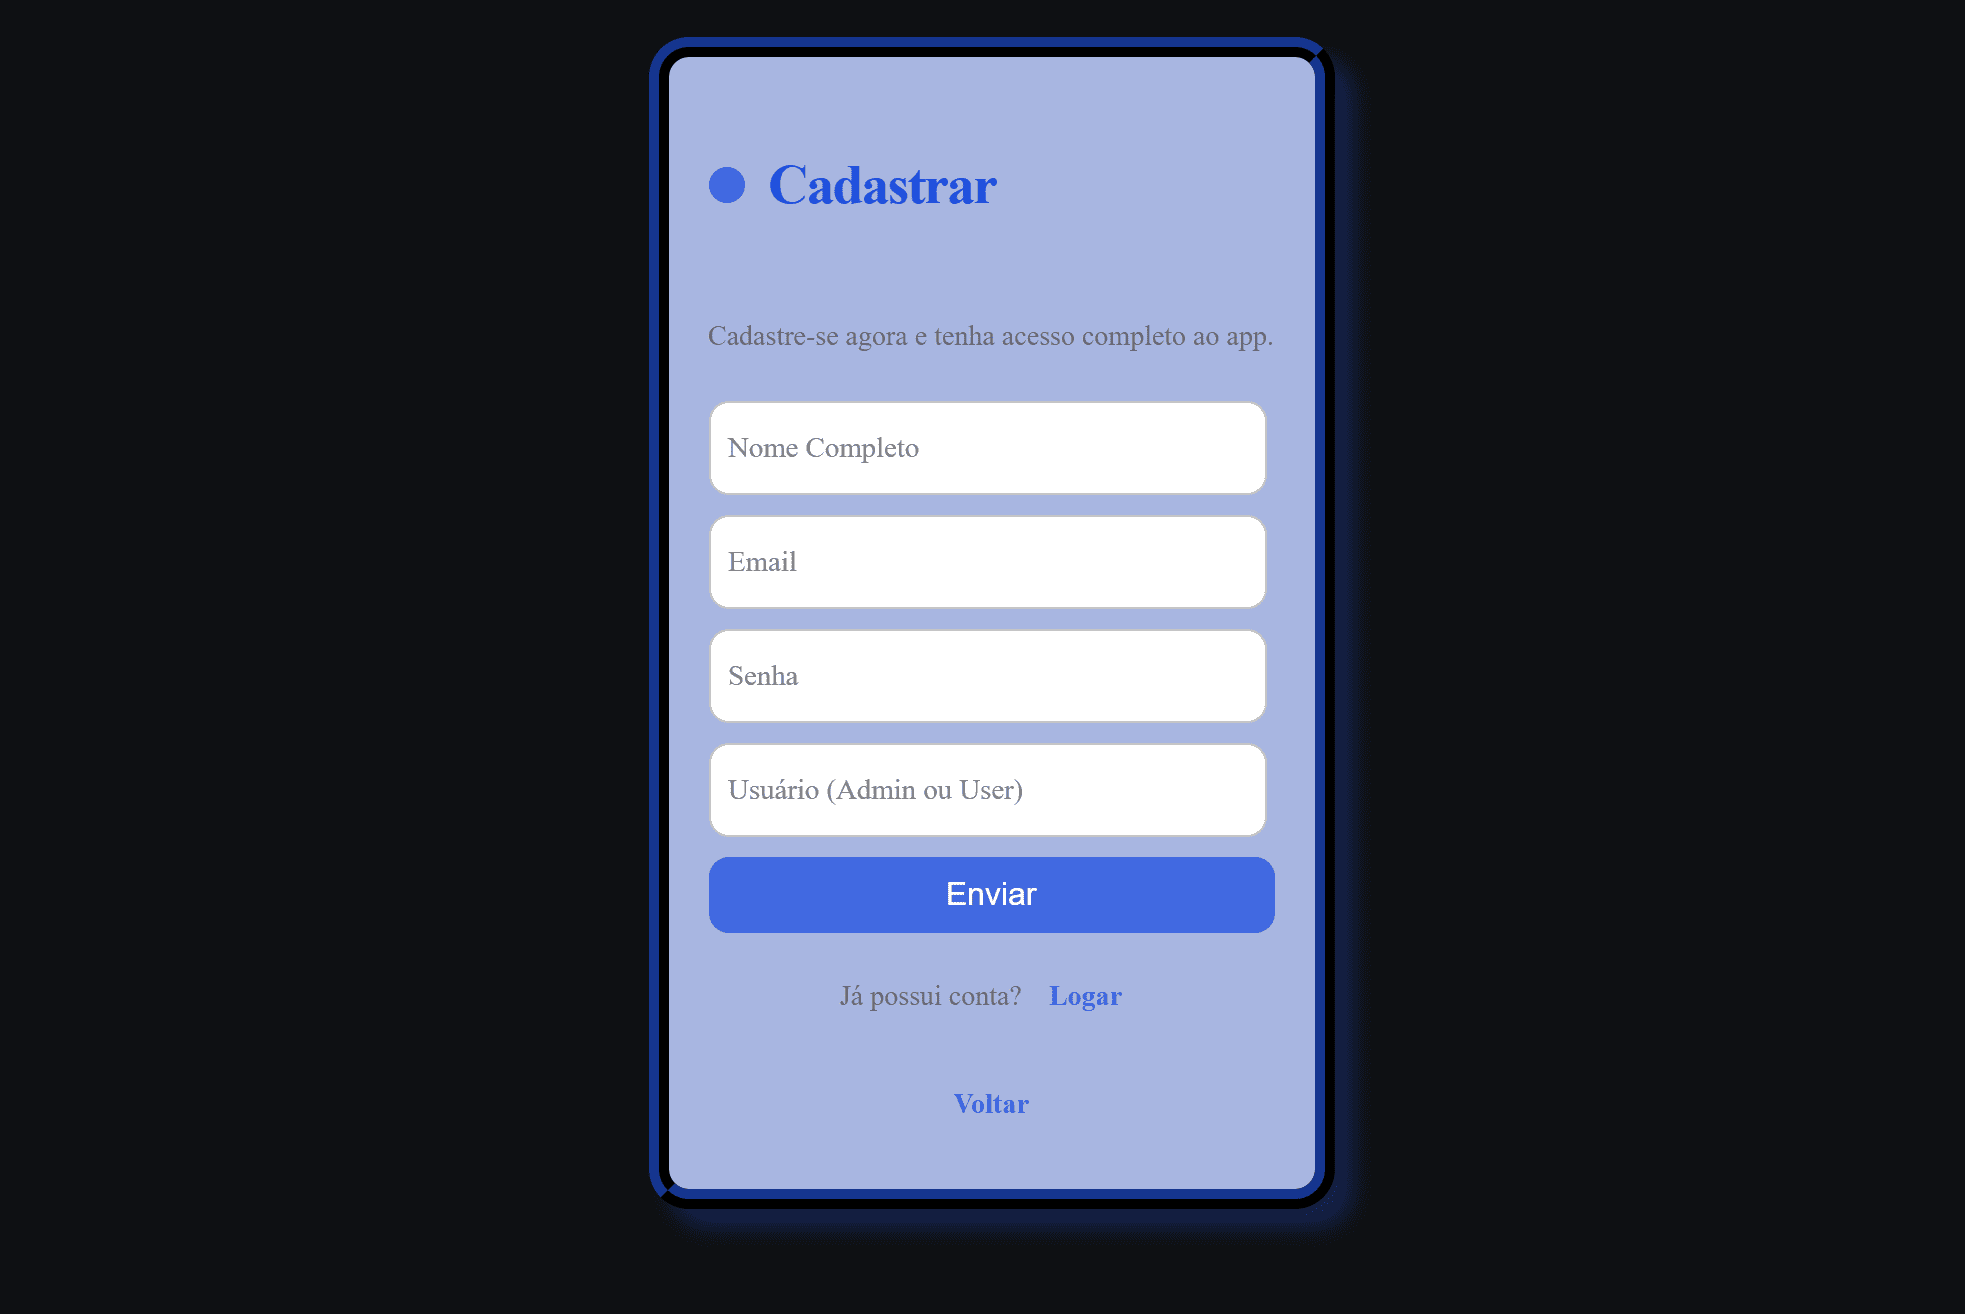 Cadastrar
Cadastre-se agora e tenha acesso completo ao app.
Nome Completo
Email
Senha
Usuário (Admin ou User)
Enviar
Já possui conta? Logar
Voltar